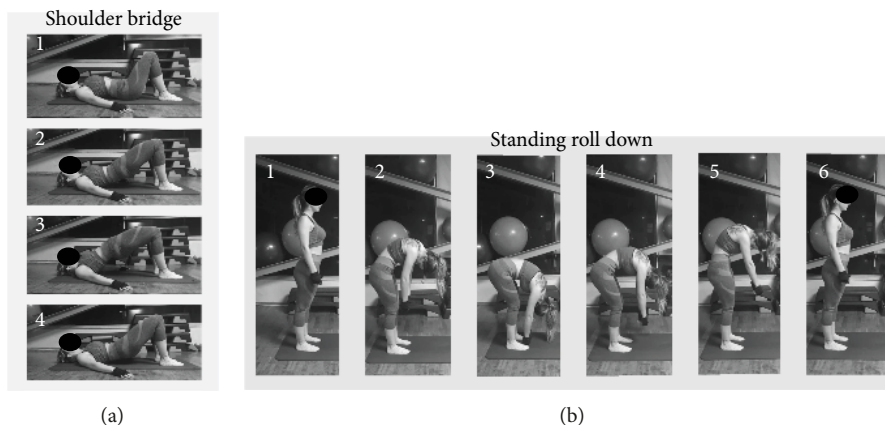 Shoulder bridge
1
2
3
4
(a)
Standing roll down
1 2 3 4 5 6
(b)